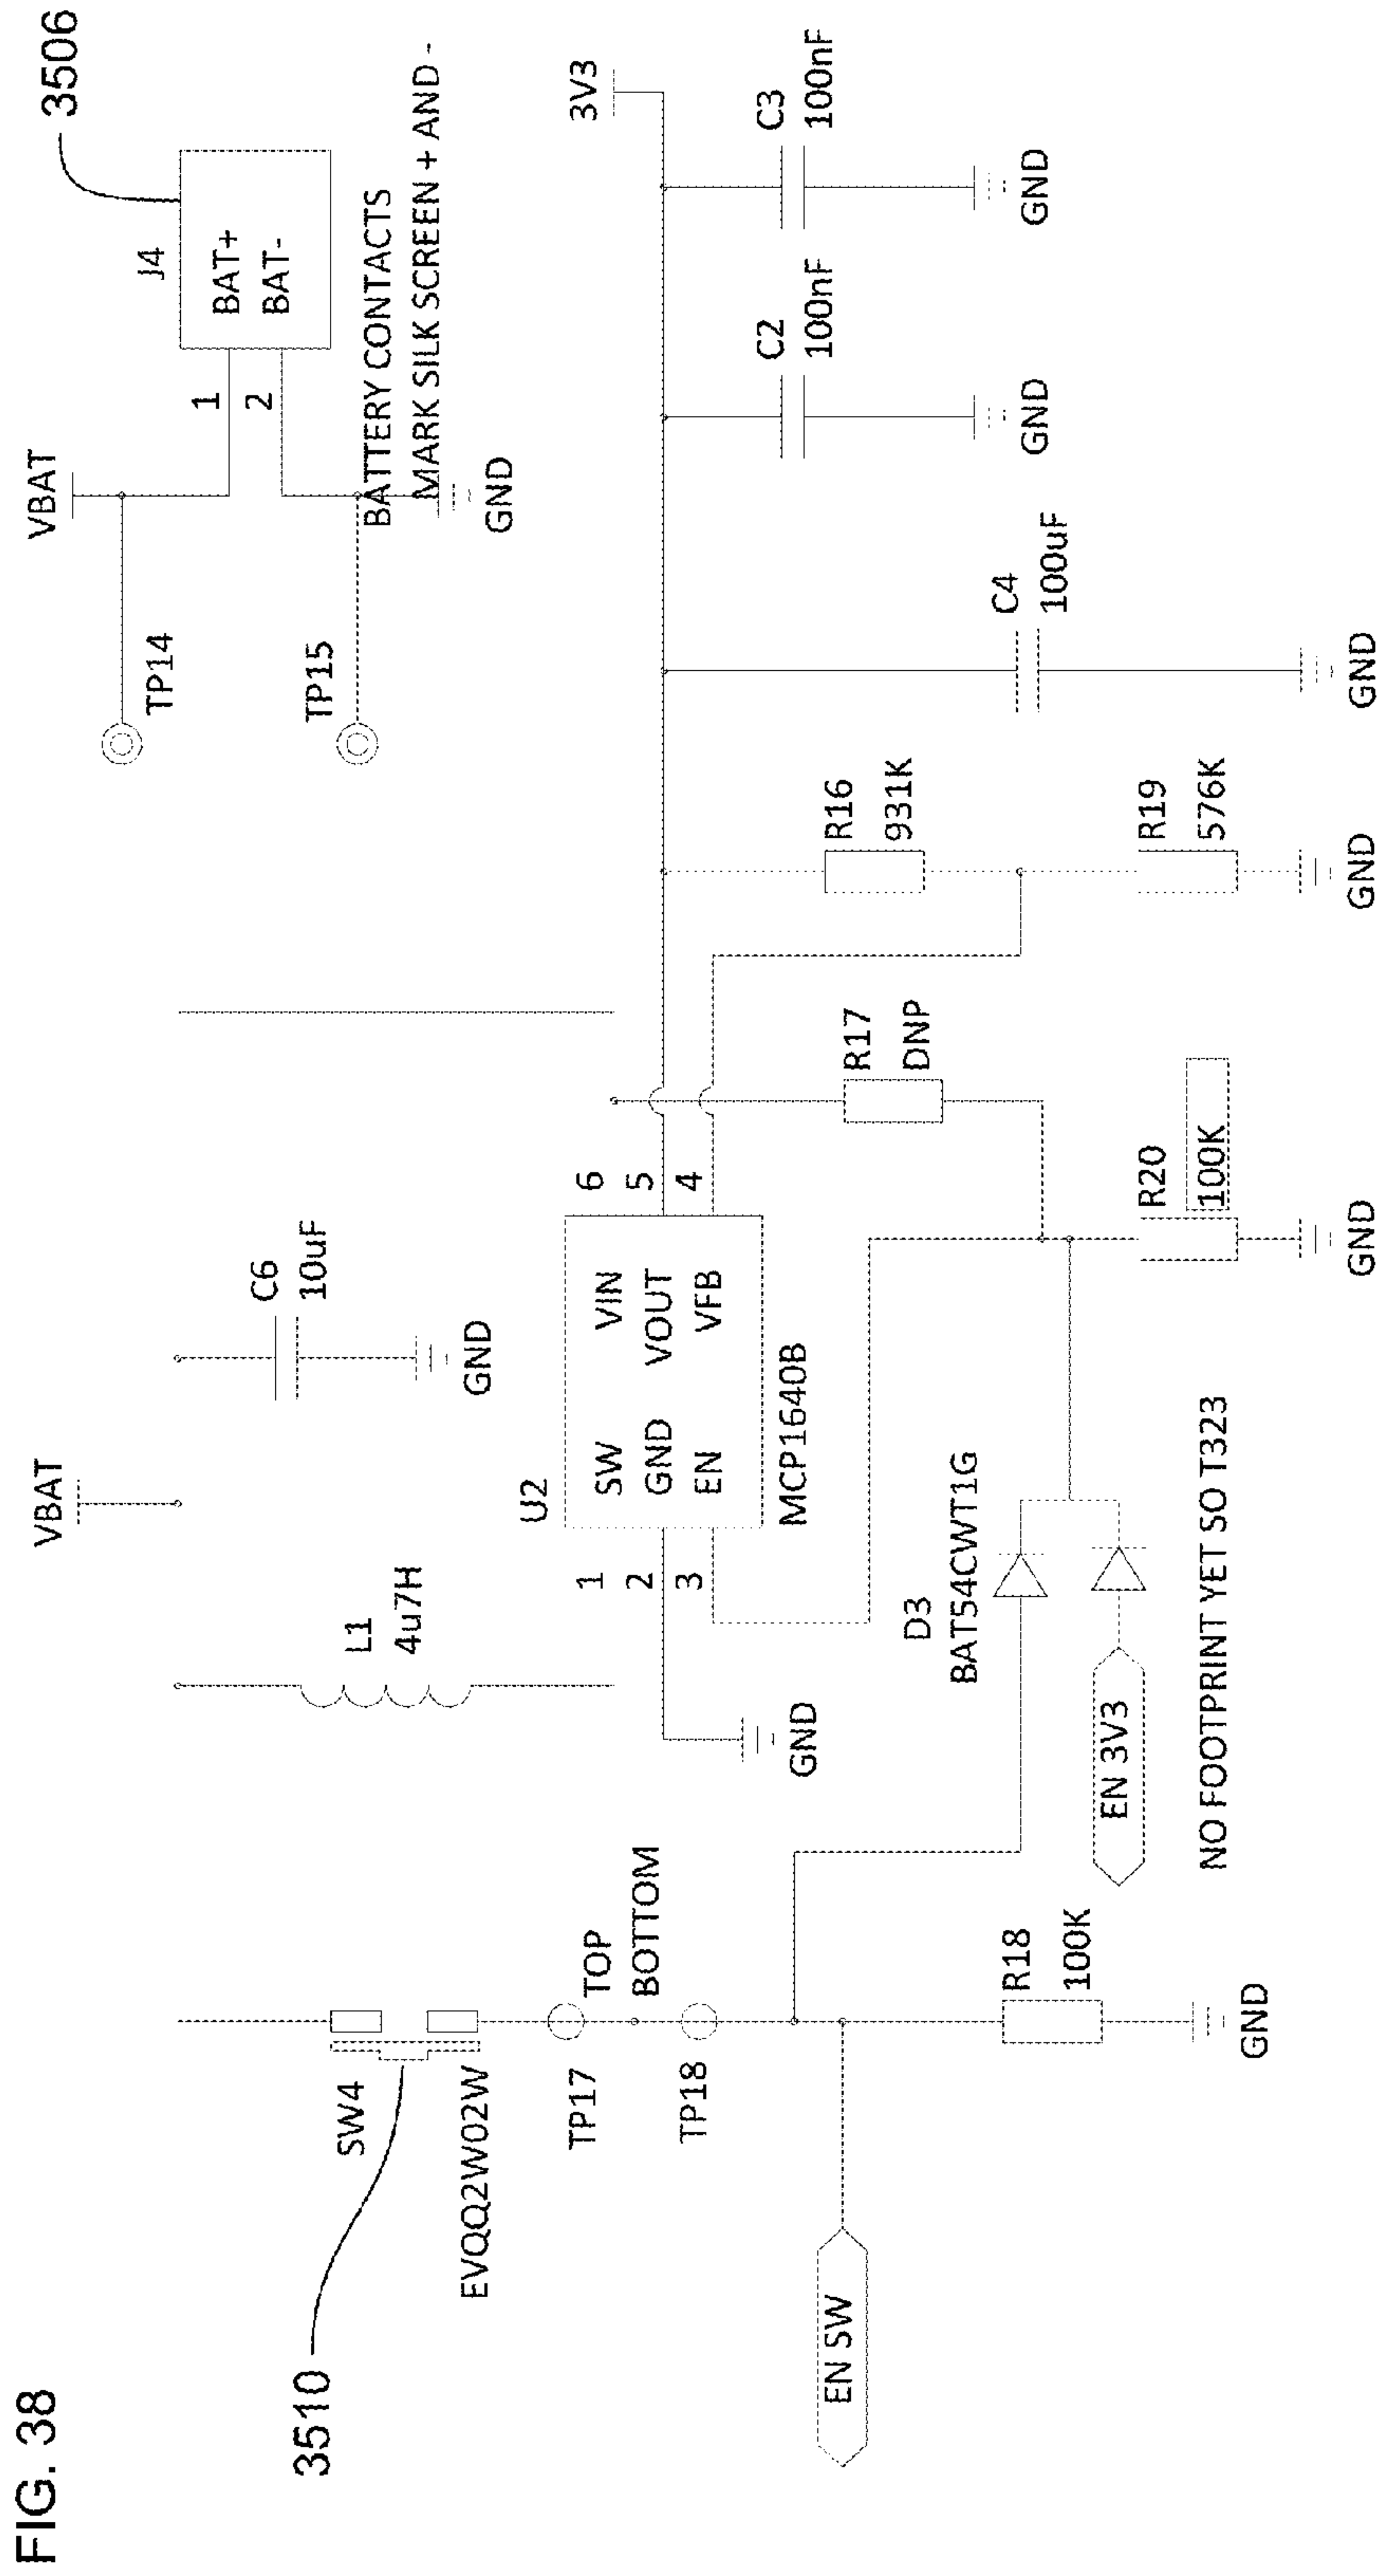 FIG. 38
3510
SW4
EVQQ2W02W
TP17
TOP
BOTTOM
TP18
EN SW
R18
100K
GND
VBAT
L1
4u7H
C6
10uF
GND
U2
1
2
3
SW
GND
EN
VIN
VOUT
VFB
6
5
4
MCP1640B
GND
D3
BAT54CWT1G
EN 3V3
NO FOOTPRINT YET SO T323
R17
DNP
R20
100K
GND
R16
931K
R19
576K
GND
C4
100uF
GND
C2
100nF
GND
C3
100nF
GND
3V3
VBAT
TP14
TP15
1
2
J4
BAT+
BAT-
3506
BATTERY CONTACTS
MARK SILK SCREEN + AND -
GND